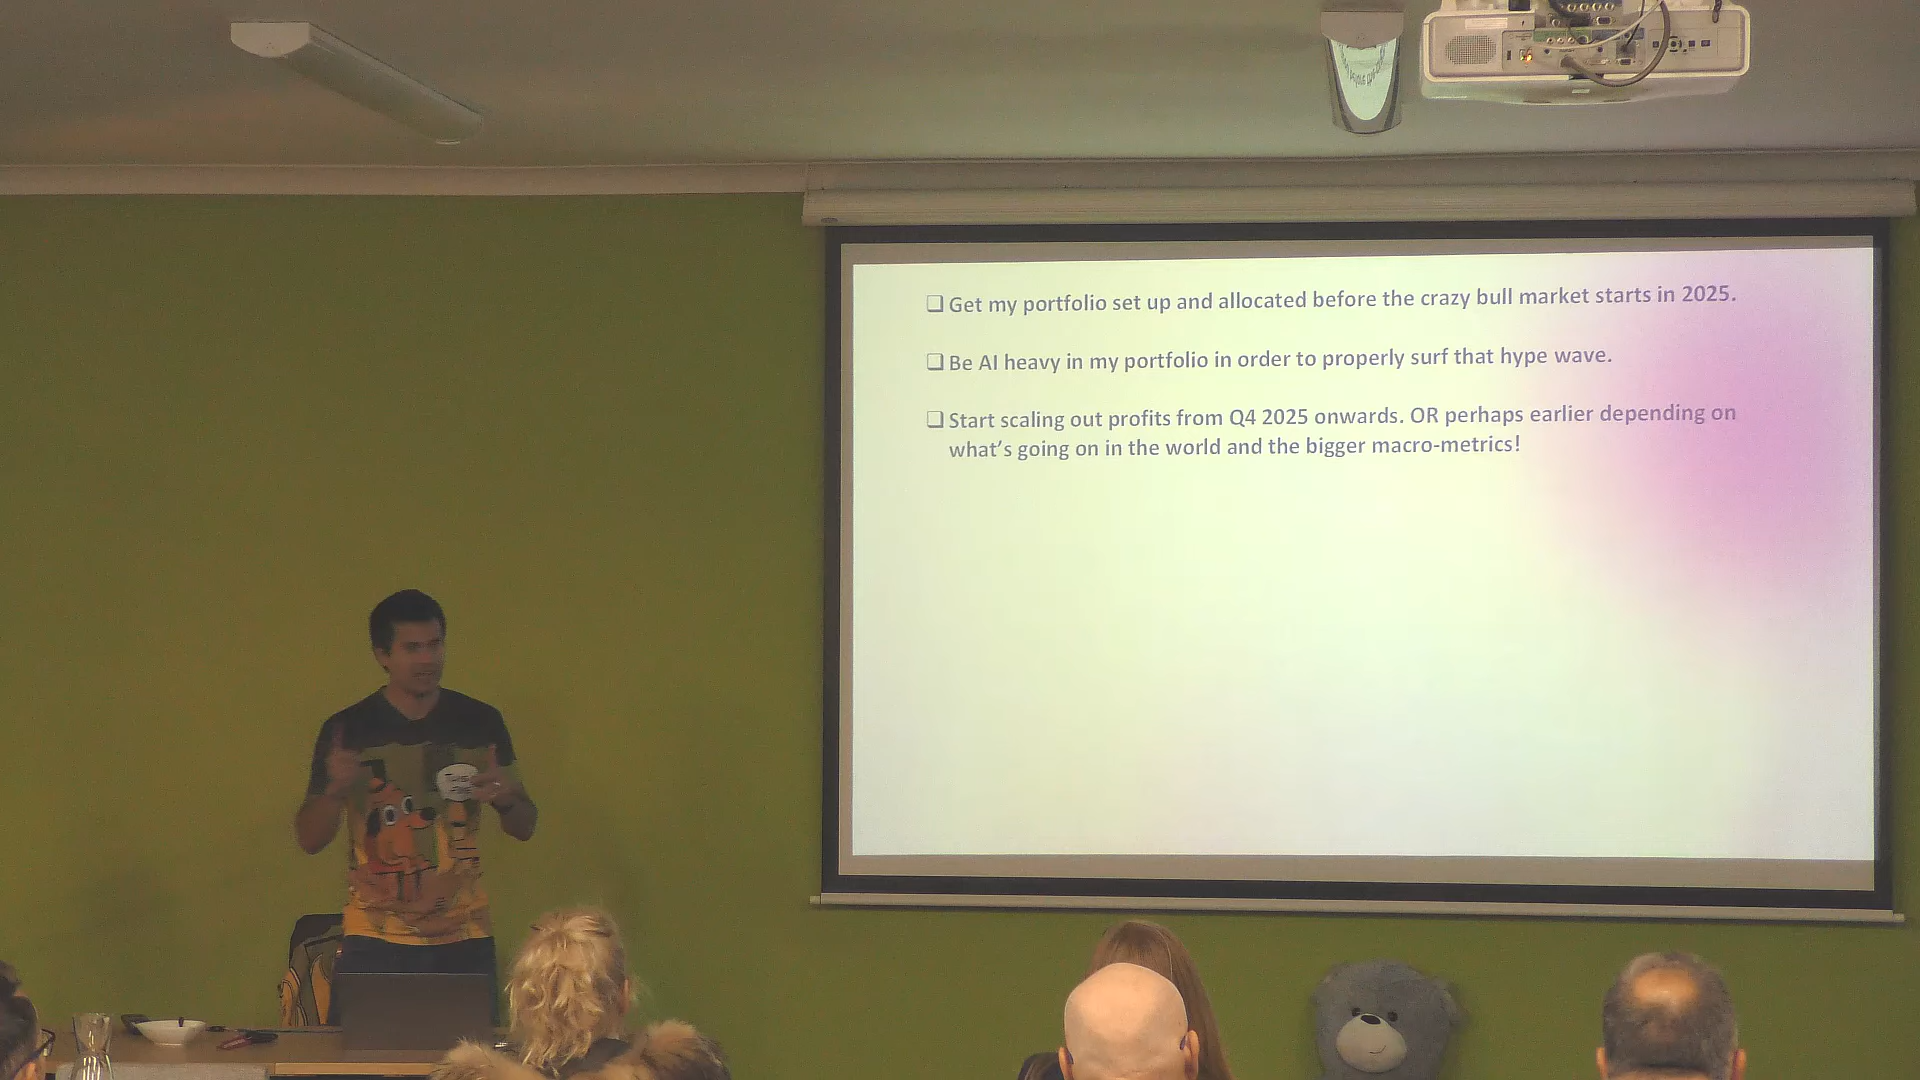 ❑ Get my portfolio set up and allocated before the crazy bull market starts in 2025.
❑ Be AI heavy in my portfolio in order to properly surf that hype wave.
❑ Start scaling out profits from Q4 2025 onwards. OR perhaps earlier depending on
what's going on in the world and the bigger macro-metrics!
THIS